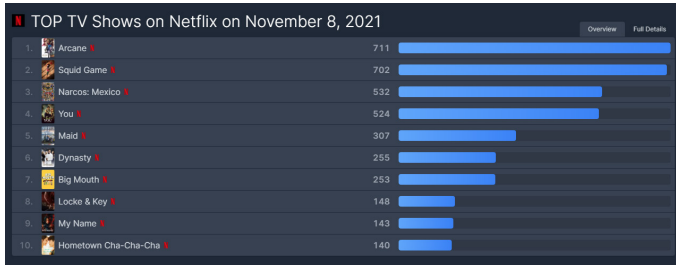 N TOP TV Shows on Netflix on November 8, 2021
Overview Full Details
1. Arcane N 711
2. Squid Game N 702
3. Narcos: Mexico N 532
4. You N 524
5. Maid N 307
6. Dynasty N 255
7. Big Mouth N 253
8. Locke & Key N 148
9. My Name N 143
10. Hometown Cha-Cha-Cha N 140